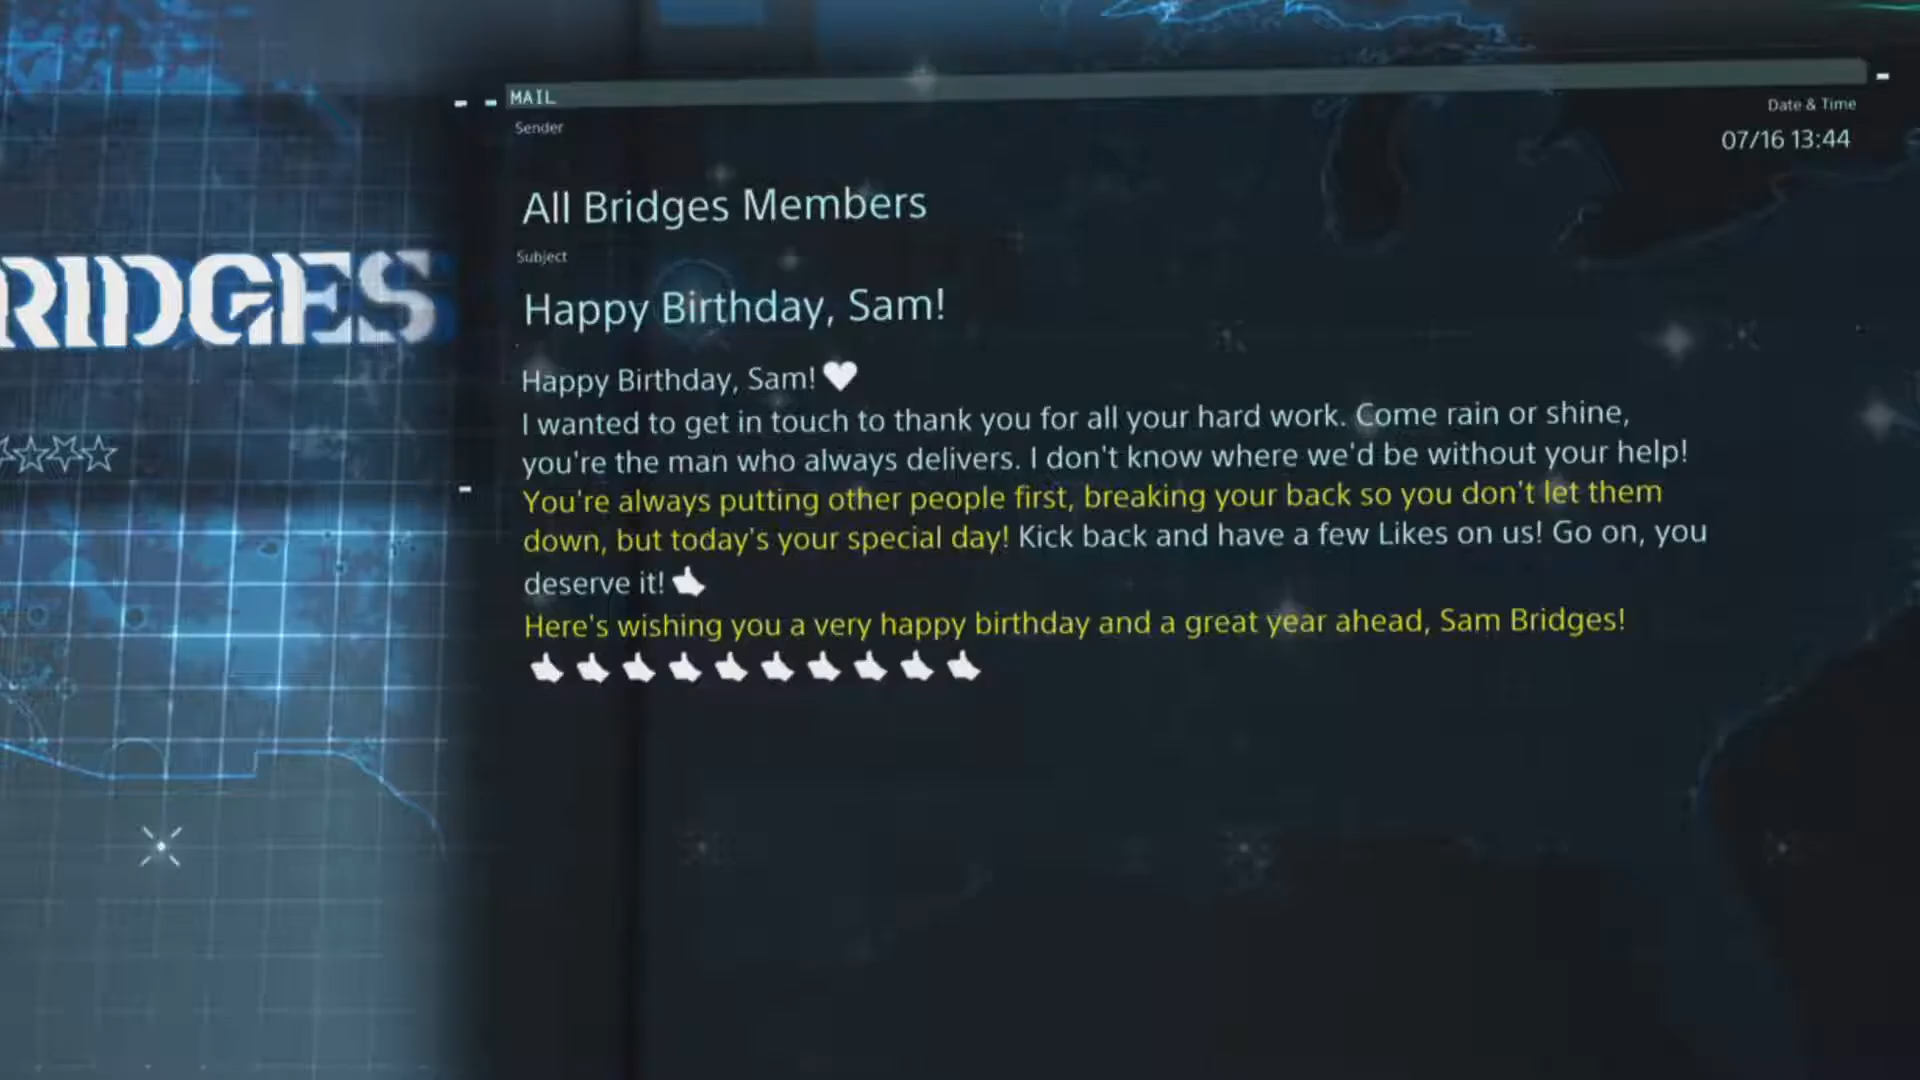 MAIL
Sender
Date & Time
07/16 13:44
All Bridges Members
Subject
Happy Birthday, Sam!
RIDGES
Happy Birthday, Sam! ♥
I wanted to get in touch to thank you for all your hard work. Come rain or shine,
you're the man who always delivers. I don't know where we'd be without your help!
You're always putting other people first, breaking your back so you don't let them
down, but today's your special day! Kick back and have a few Likes on us! Go on, you
deserve it! 👍
Here's wishing you a very happy birthday and a great year ahead, Sam Bridges!
👍 👍 👍 👍 👍 👍 👍 👍 👍 👍